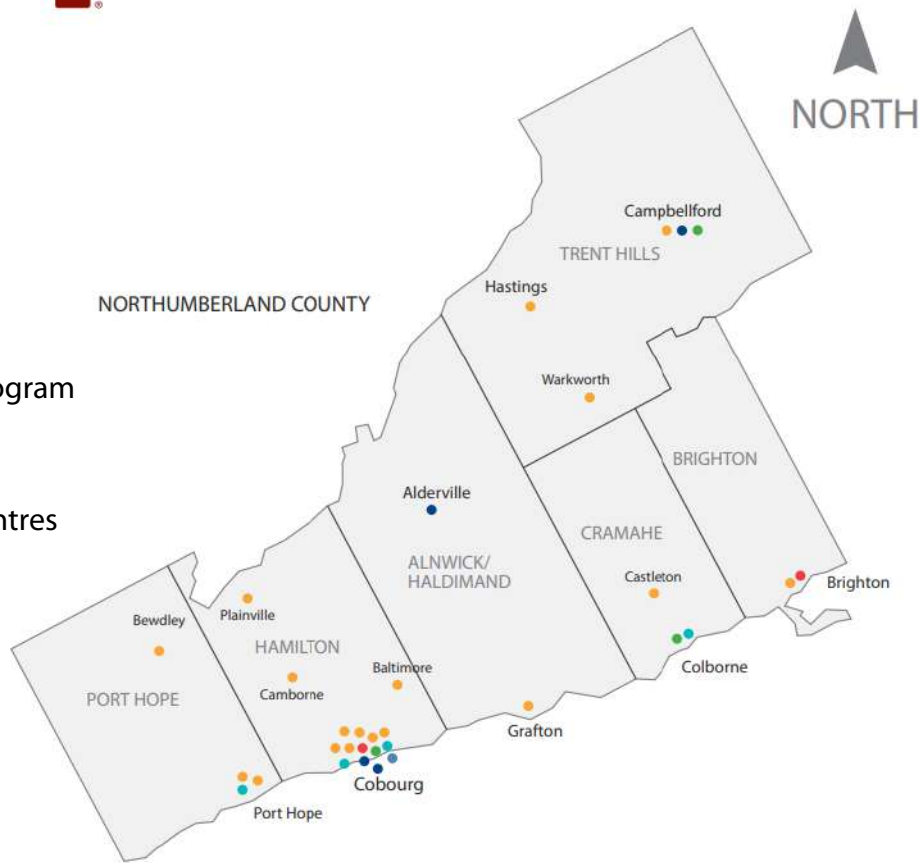 ®
NORTH
Campbellford
TRENT HILLS
Hastings
NORTHUMBERLAND COUNTY
Warkworth
ogram
BRIGHTON
Alderville
ntres
CRAMAHE
ALNWICK/
HALDIMAND
Castleton
Brighton
Plainville
Bewdley
HAMILTON
Baltimore
Colborne
Camborne
PORT HOPE
Grafton
Cobourg
Port Hope